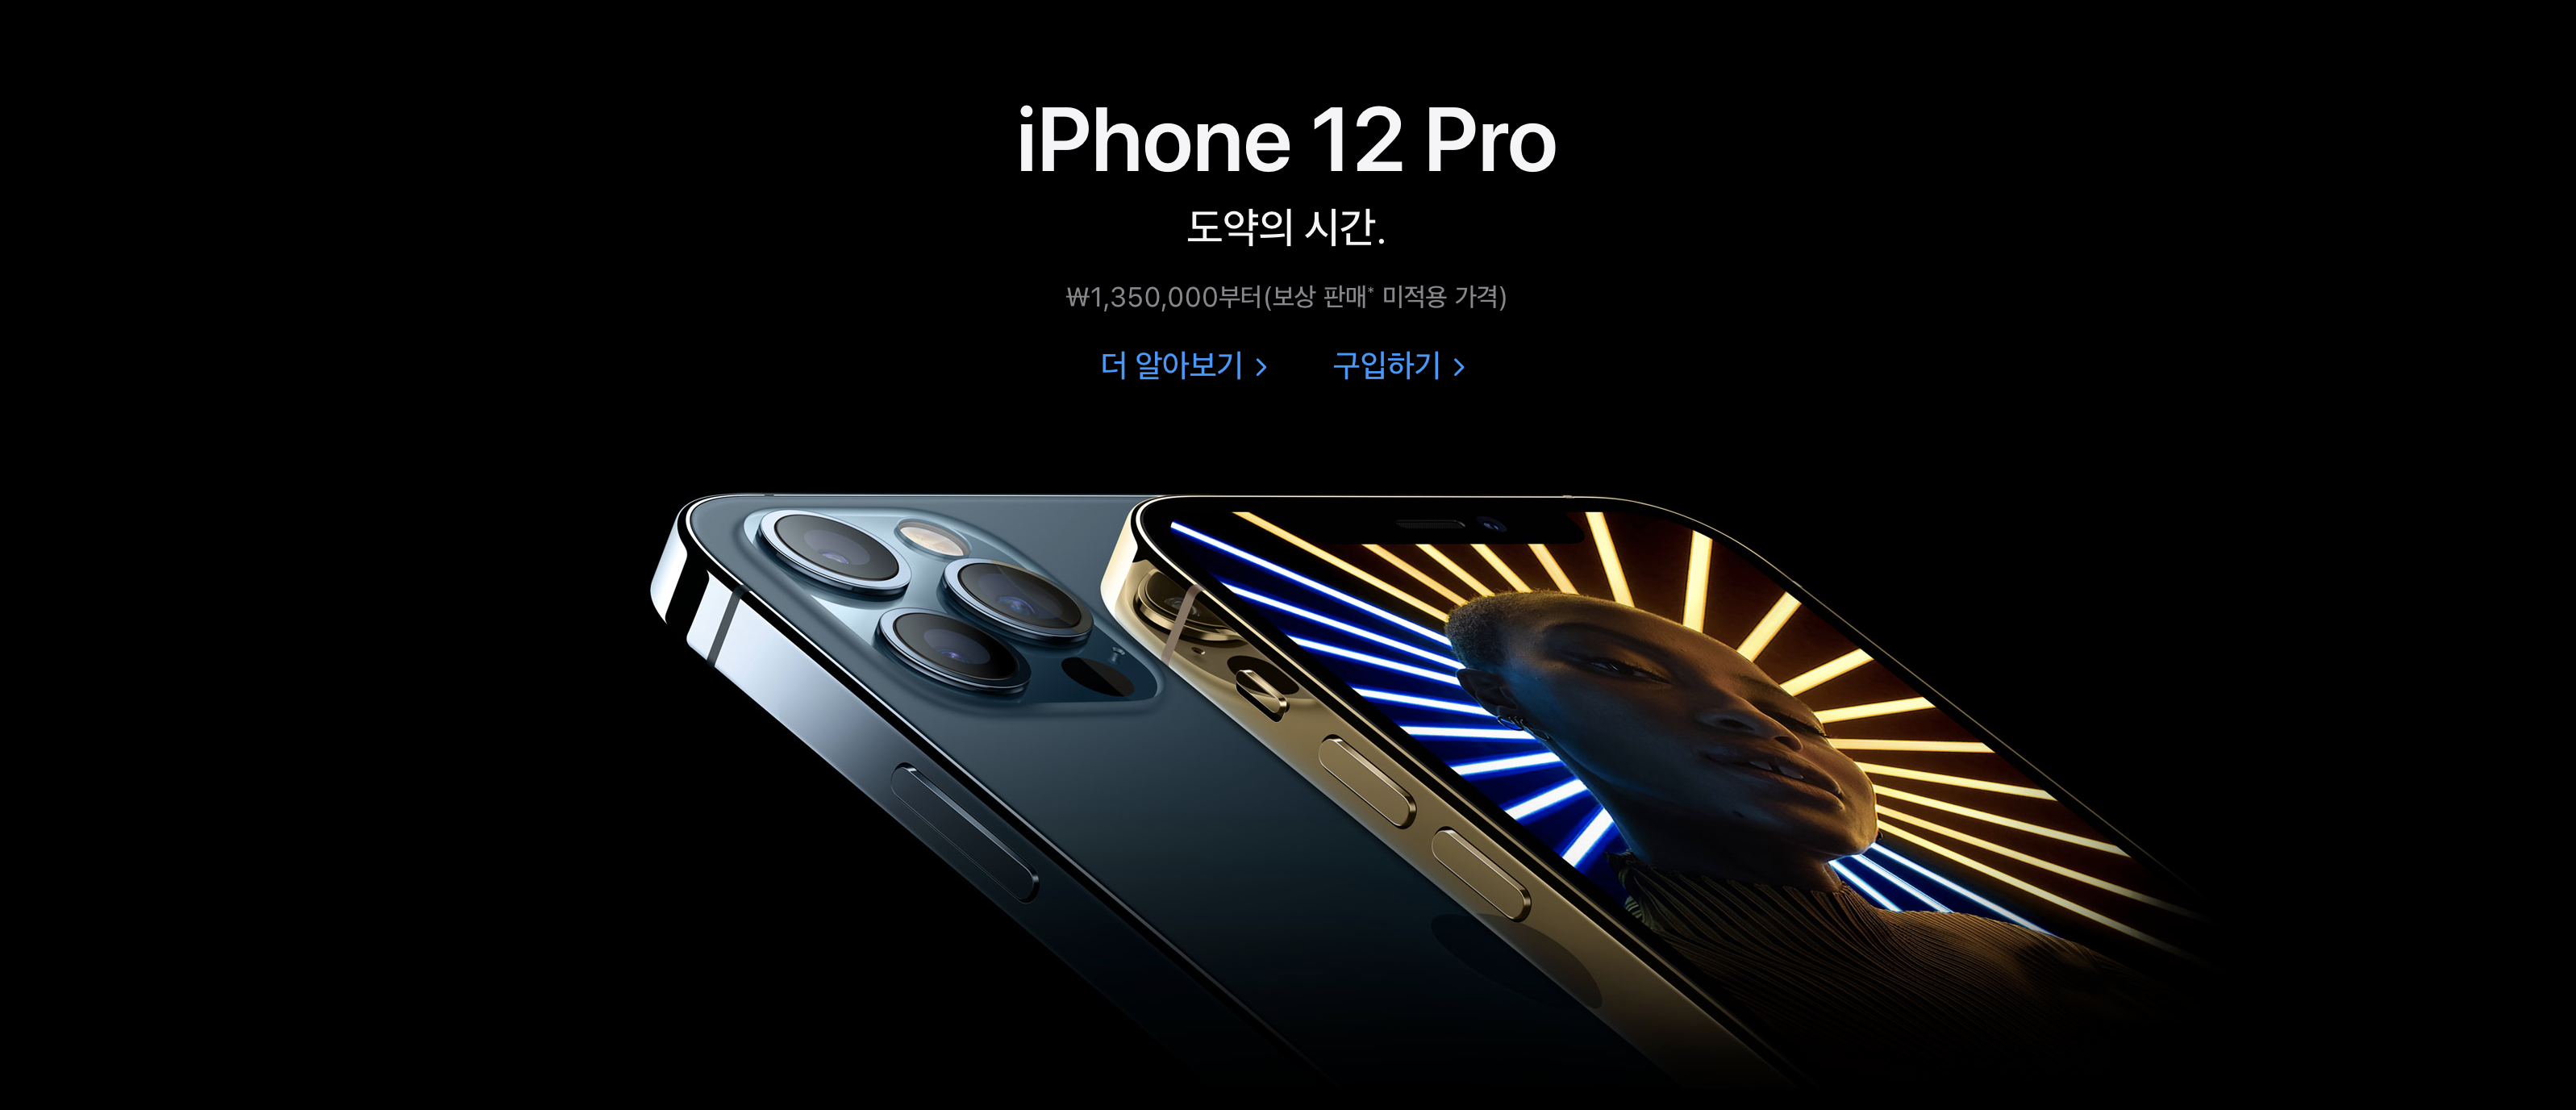 iPhone 12 Pro
도약의 시간.
₩1,350,000부터(보상 판매* 미적용 가격)
더 알아보기 > 구입하기 >